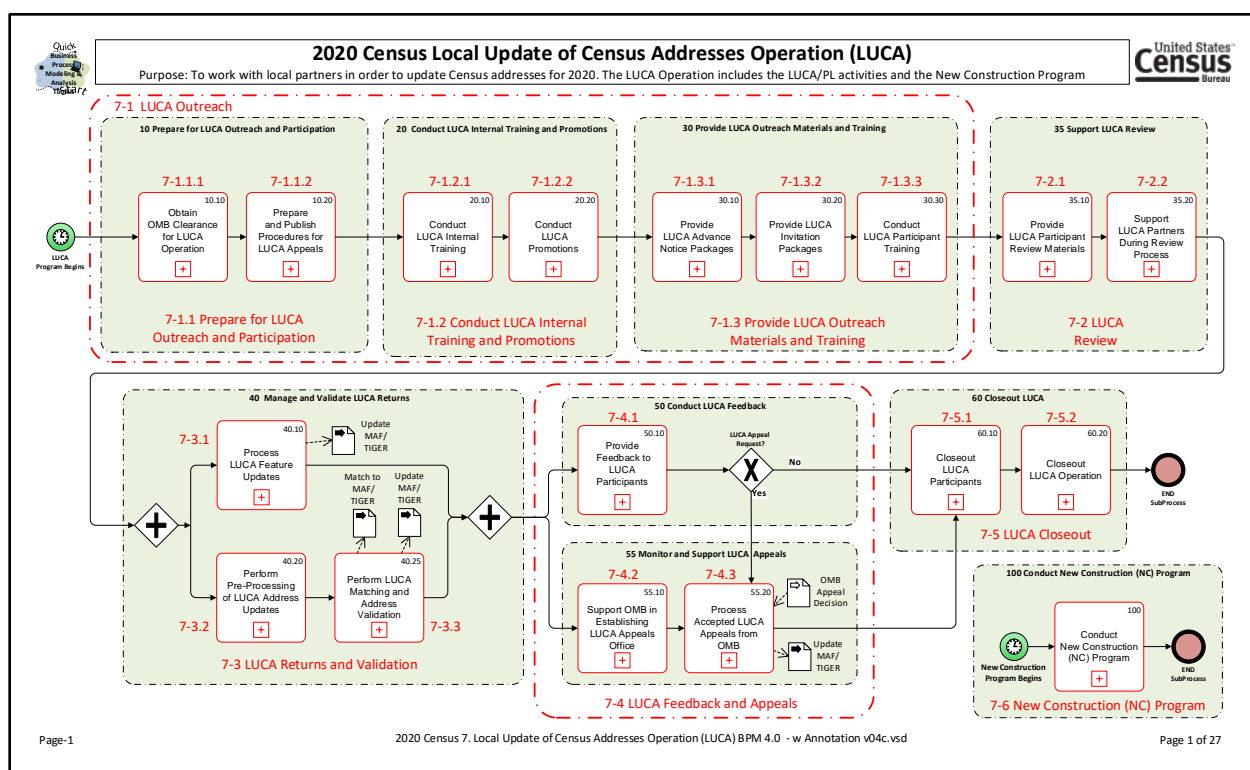 Quick
Business
Process
Modeling &
Analysis
Toolkit
Start
2020 Census Local Update of Census Addresses Operation (LUCA)
Purpose: To work with local partners in order to update Census addresses for 2020. The LUCA Operation includes the LUCA/PL activities and the New Construction Program
United States™
Census
Bureau
7-1 LUCA Outreach
10 Prepare for LUCA Outreach and Participation
20 Conduct LUCA Internal Training and Promotions
30 Provide LUCA Outreach Materials and Training
35 Support LUCA Review
7-1.1.1
7-1.1.2
7-1.2.1
7-1.2.2
7-1.3.1
7-1.3.2
7-1.3.3
7-2.1
7-2.2
LUCA
Program Begins
10.10
Obtain
OMB Clearance
for LUCA
Operation
10.20
Prepare
and Publish
Procedures for
LUCA Appeals
20.10
Conduct
LUCA Internal
Training
20.20
Conduct
LUCA
Promotions
30.10
Provide
LUCA Advance
Notice Packages
30.20
Provide LUCA
Invitation
Packages
30.30
Conduct
LUCA Participant
Training
35.10
Provide
LUCA Participant
Review Materials
35.20
Support
LUCA Partners
During Review
Process
7-1.1 Prepare for LUCA
Outreach and Participation
7-1.2 Conduct LUCA Internal
Training and Promotions
7-1.3 Provide LUCA Outreach
Materials and Training
7-2 LUCA
Review
40 Manage and Validate LUCA Returns
7-3.1
40.10
Process
LUCA Feature
Updates
Update
MAF/
TIGER
Match to
MAF/
TIGER
Update
MAF/
TIGER
40.20
Perform
Pre-Processing
of LUCA Address
Updates
7-3.2
40.25
Perform LUCA
Matching and
Address
Validation
7-3.3
7-3 LUCA Returns and Validation
50 Conduct LUCA Feedback
7-4.1
50.10
Provide
Feedback to
LUCA
Participants
LUCA Appeal
Request?
No
Yes
55 Monitor and Support LUCA Appeals
7-4.2
7-4.3
55.10
Support OMB in
Establishing
LUCA Appeals
Office
55.20
Process
Accepted LUCA
Appeals from
OMB
OMB
Appeal
Decision
Update
MAF/
TIGER
7-4 LUCA Feedback and Appeals
60 Closeout LUCA
7-5.1
7-5.2
60.10
Closeout
LUCA
Participants
60.20
Closeout
LUCA Operation
END
SubProcess
7-5 LUCA Closeout
100 Conduct New Construction (NC) Program
New Construction
Program Begins
100
Conduct
New Construction
(NC) Program
END
SubProcess
7-6 New Construction (NC) Program
Page-1
2020 Census 7. Local Update of Census Addresses Operation (LUCA) BPM 4.0 - w Annotation v04c.vsd
Page 1 of 27